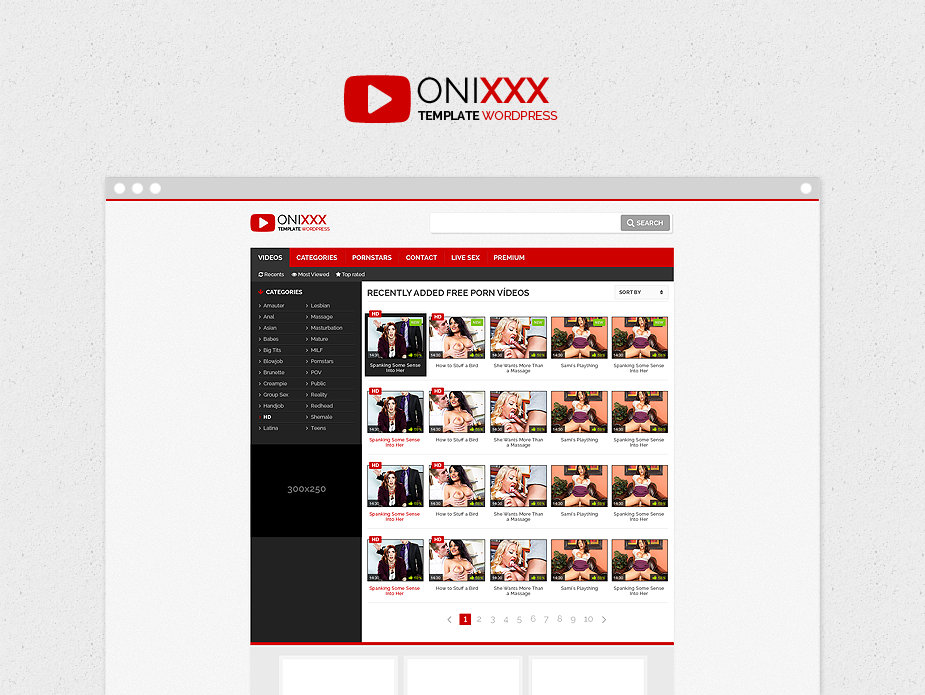 ONIXXX
TEMPLATE WORDPRESS
ONIXXX
TEMPLATE WORDPRESS
SEARCH
VIDEOS CATEGORIES PORNSTARS CONTACT LIVE SEX PREMIUM
Recents Most Viewed Top rated
CATEGORIES
Amauter Lesbian
Anal Massage
Asian Masturbation
Babes Mature
Big Tits MILF
Blowjob Pornstars
Brunette POV
Creampie Public
Group Sex Reality
Handjob Redhead
HD Shemale
Latina Teens
300x250
RECENTLY ADDED FREE PORN VÍDEOS
SORT BY
HD NEW HD NEW NEW NEW NEW
14:30 14:30 14:30 14:30 14:30
Spanking Some Sense Into Her
How to Stuff a Bird
She Wants More Than a Massage
Sami's Plaything
Spanking Some Sense Into Her
HD HD
14:30 14:30 14:30 14:30 14:30
Spanking Some Sense Into Her
How to Stuff a Bird
She Wants More Than a Massage
Sami's Plaything
Spanking Some Sense Into Her
HD HD
14:30 14:30 14:30 14:30 14:30
Spanking Some Sense Into Her
How to Stuff a Bird
She Wants More Than a Massage
Sami's Plaything
Spanking Some Sense Into Her
HD HD
14:30 14:30 14:30 14:30 14:30
Spanking Some Sense Into Her
How to Stuff a Bird
She Wants More Than a Massage
Sami's Plaything
Spanking Some Sense Into Her
1 2 3 4 5 6 7 8 9 10